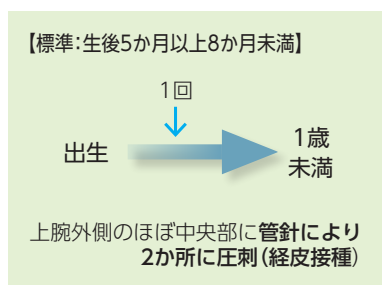 【標準:生後5か月以上8か月未満】
1回
出生
1歳
未満
上腕外側のほぼ中央部に管針により
2か所に圧刺(経皮接種)